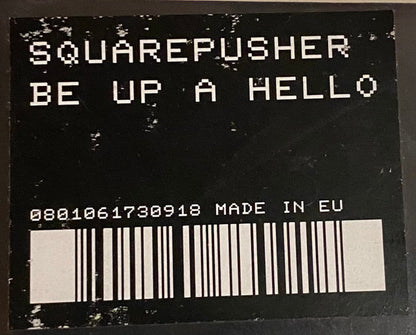 SQUAREPUSHER
BE UP A HELLO
0801061730918 MADE IN EU